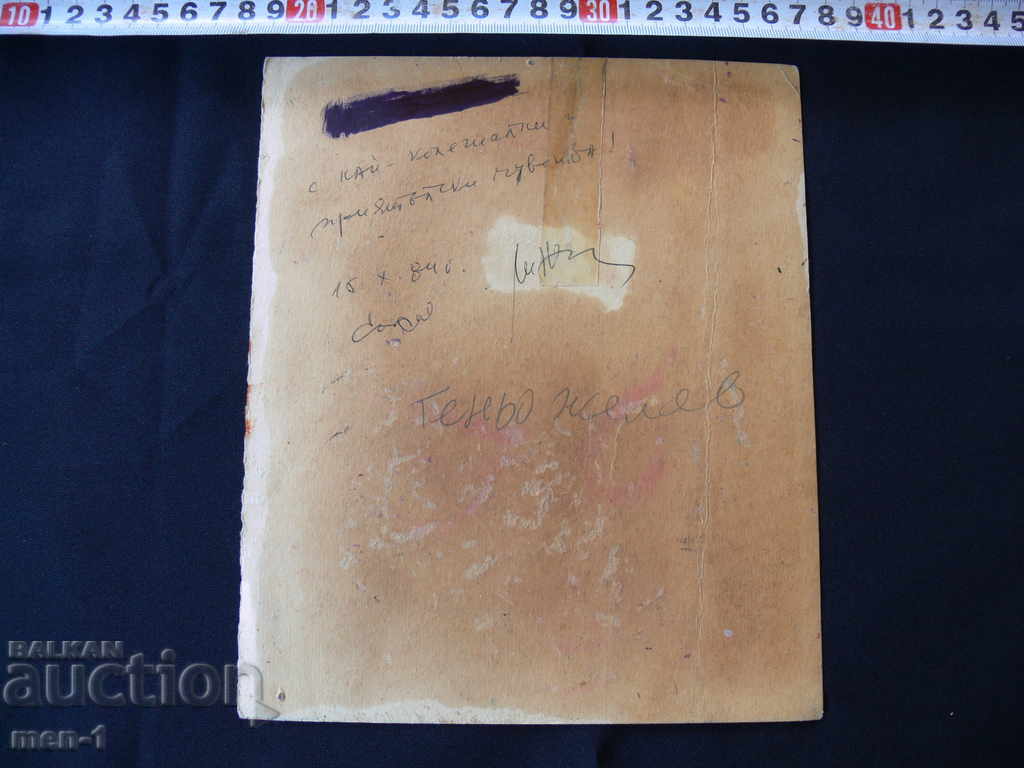 10 1 2 3 4 5 6 7 8 9 20 1 2 3 4 5 6 7 8 9 30 1 2 3 4 5 6 7 8 9 40 1 2 3 4 5
с най-колегиални
приятелски чувства!
15.X.84г.
София
Геньо Желев
BALKAN
auction
men-1